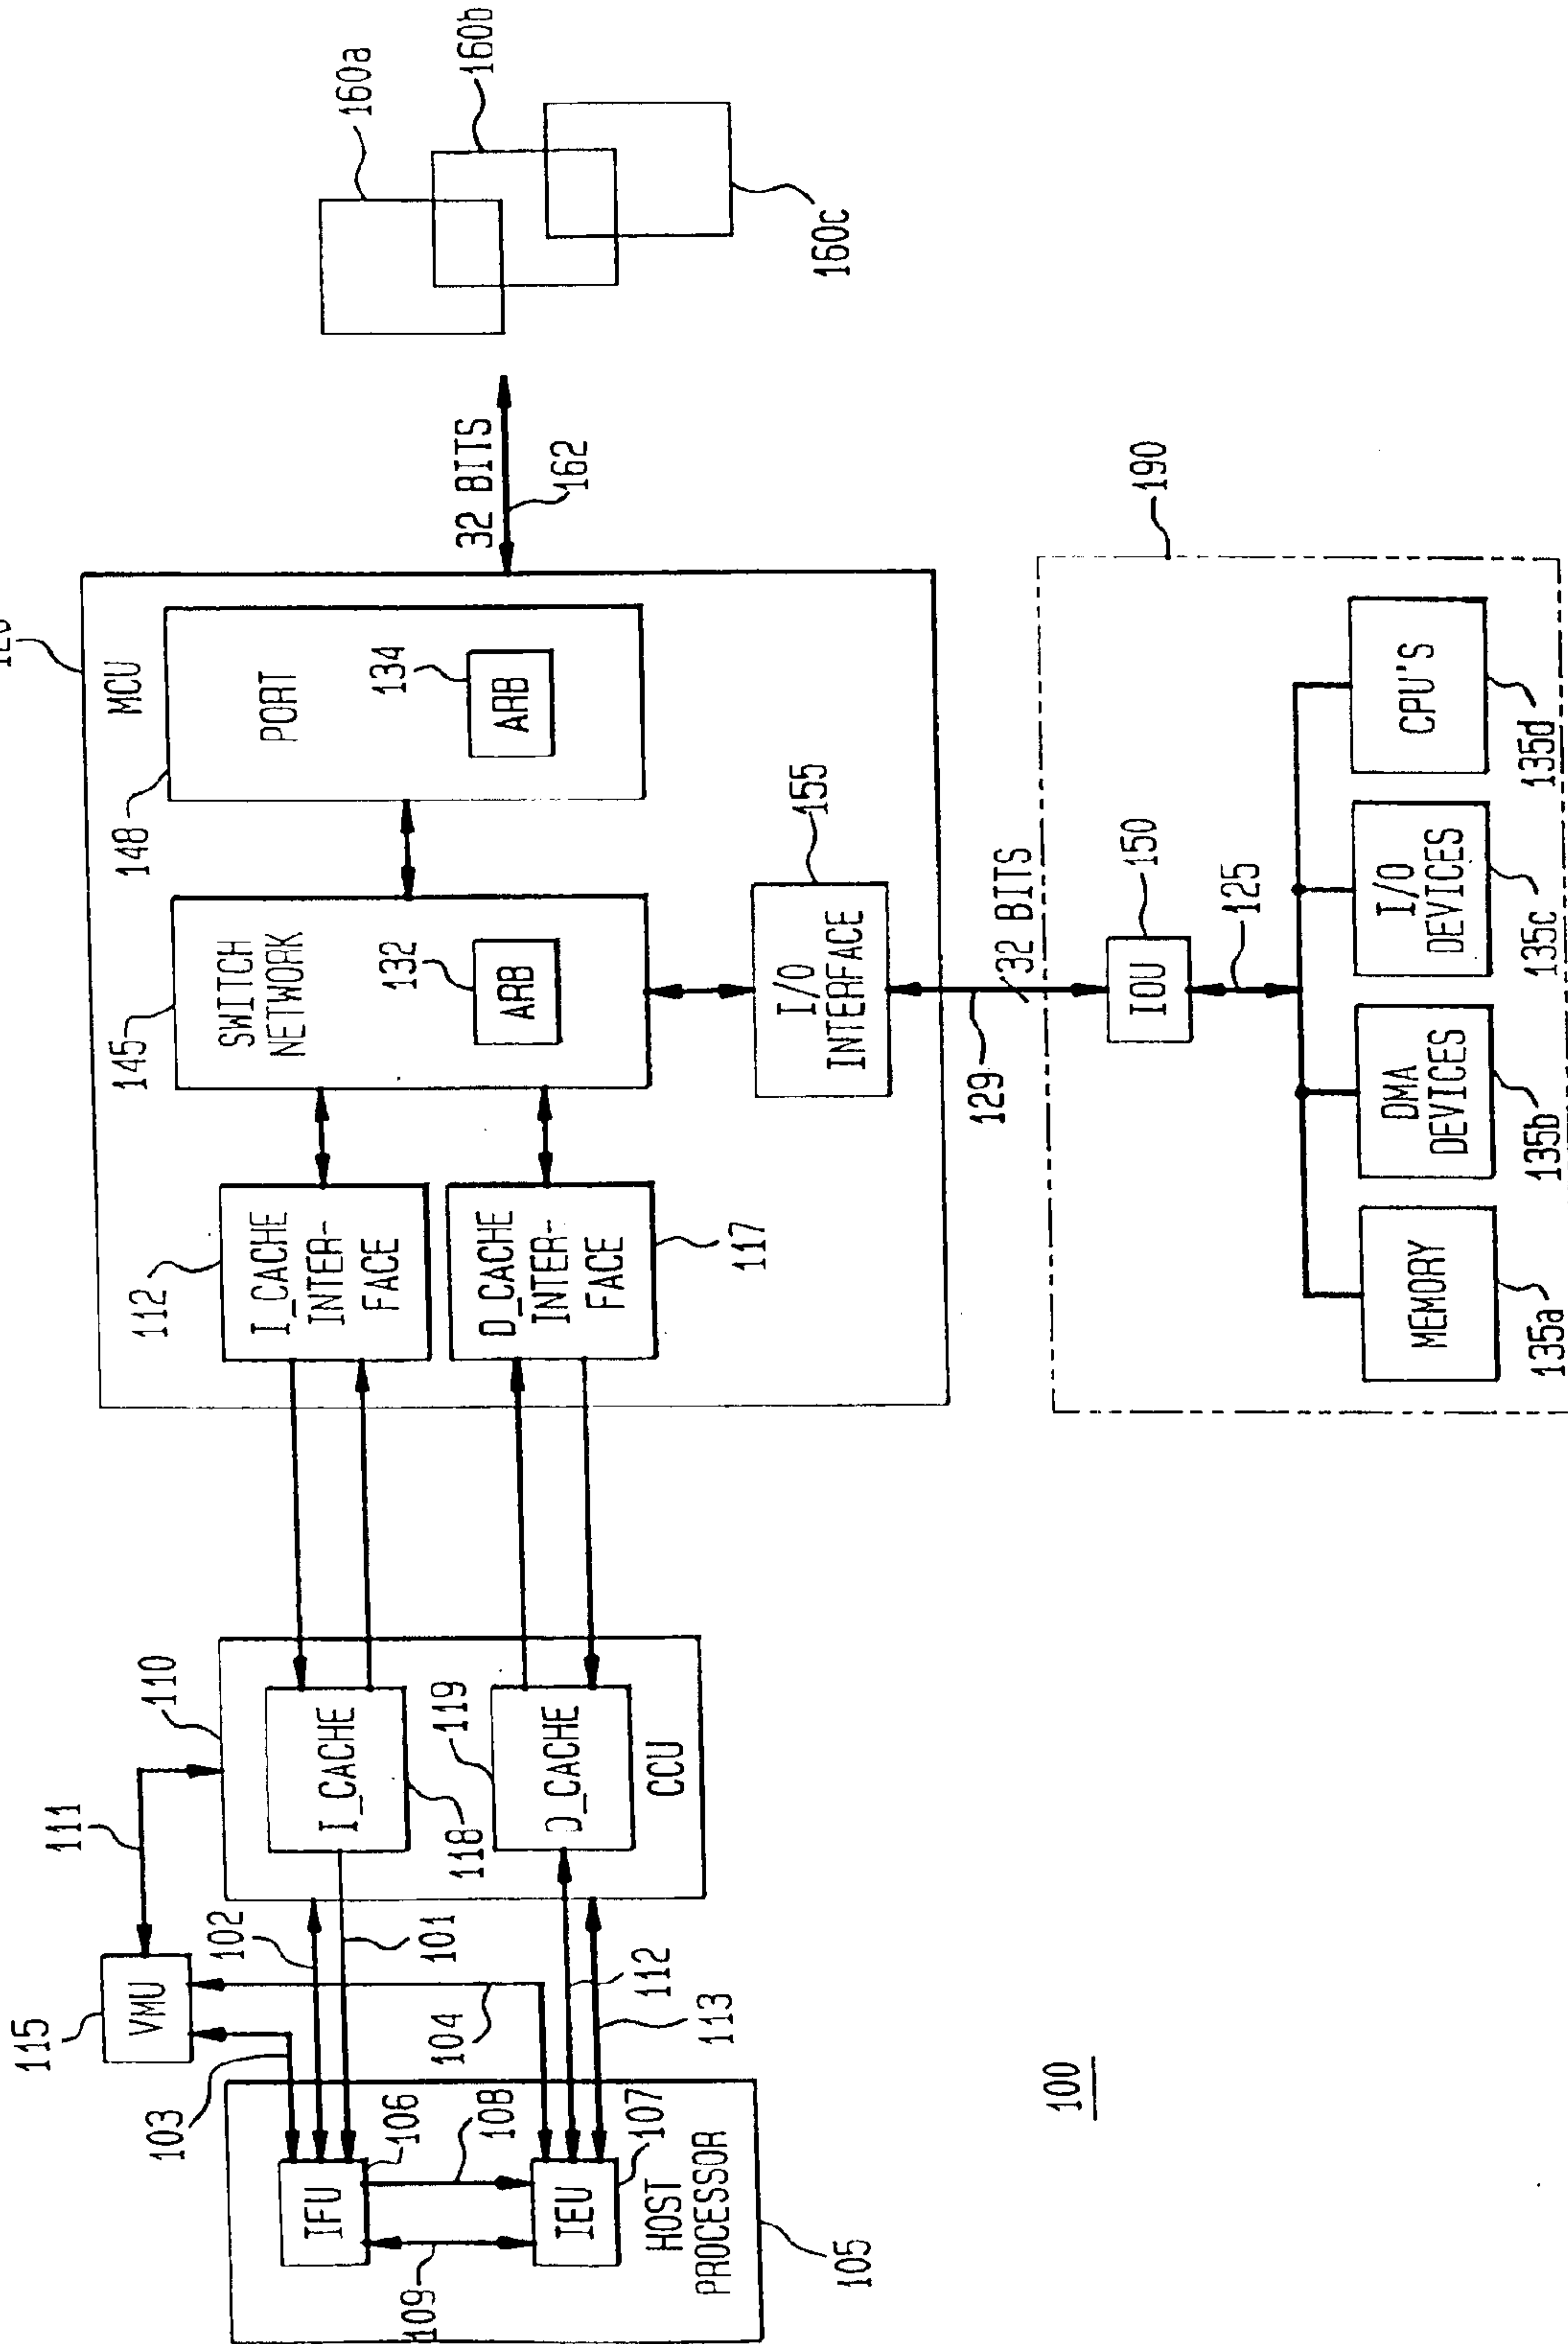 115
VMU
111
103
102
101
104
112
113
110
I_CACHE
118
119
D_CACHE
CCU
IFU
106
108
109
IEU
107
HOST
PROCESSOR
105
MCU
112
I_CACHE
INTER-
FACE
D_CACHE
INTER-
FACE
117
145
SWITCH
NETWORK
132
ARB
148
PORT
134
ARB
I/O
INTERFACE
155
32 BITS
162
160a
160b
160c
129
32 BITS
190
IOU
150
125
MEMORY
135a
DMA
DEVICES
135b
I/O
DEVICES
135c
CPU'S
135d
100